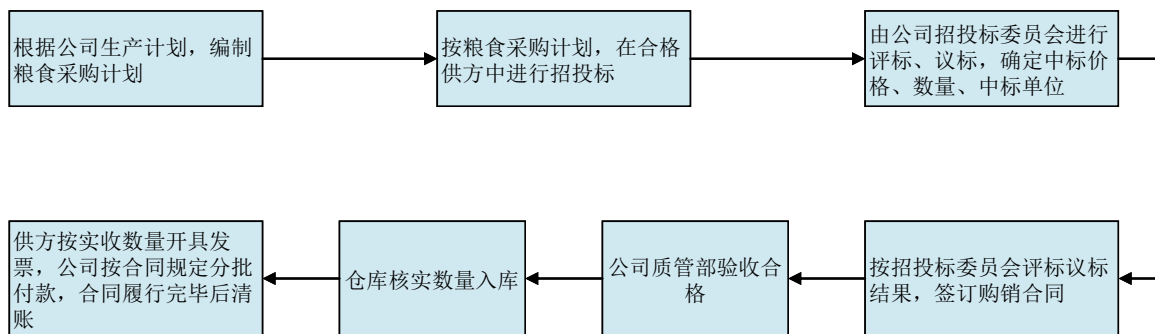 根据公司生产计划，编制
粮食采购计划
按粮食采购计划，在合格
供方中进行招投标
由公司招投标委员会进行
评标、议标，确定中标价
格、数量、中标单位
按招投标委员会评标议标
结果，签订购销合同
公司质管部验收合
格
仓库核实数量入库
供方按实收数量开具发
票，公司按合同规定分批
付款，合同履行完毕后清
账